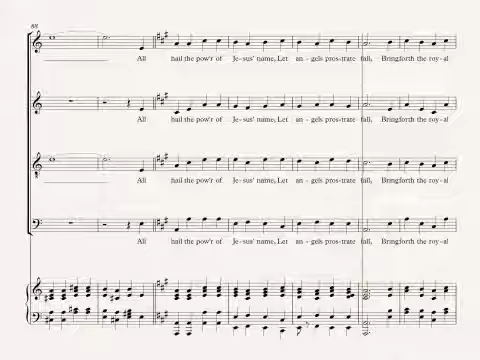 88
All hail the pow'r of Je-sus' name, Let an-gels pros-trate fall, Bring forth the roy-al
All hail the pow'r of Je-sus' name, Let an-gels pros-trate fall, Bring forth the roy-al
8
All hail the pow'r of Je-sus' name, Let an-gels pros-trate fall, Bring forth the roy-al
All hail the pow'r of Je-sus' name, Let an-gels pros-trate fall, Bring forth the roy-al